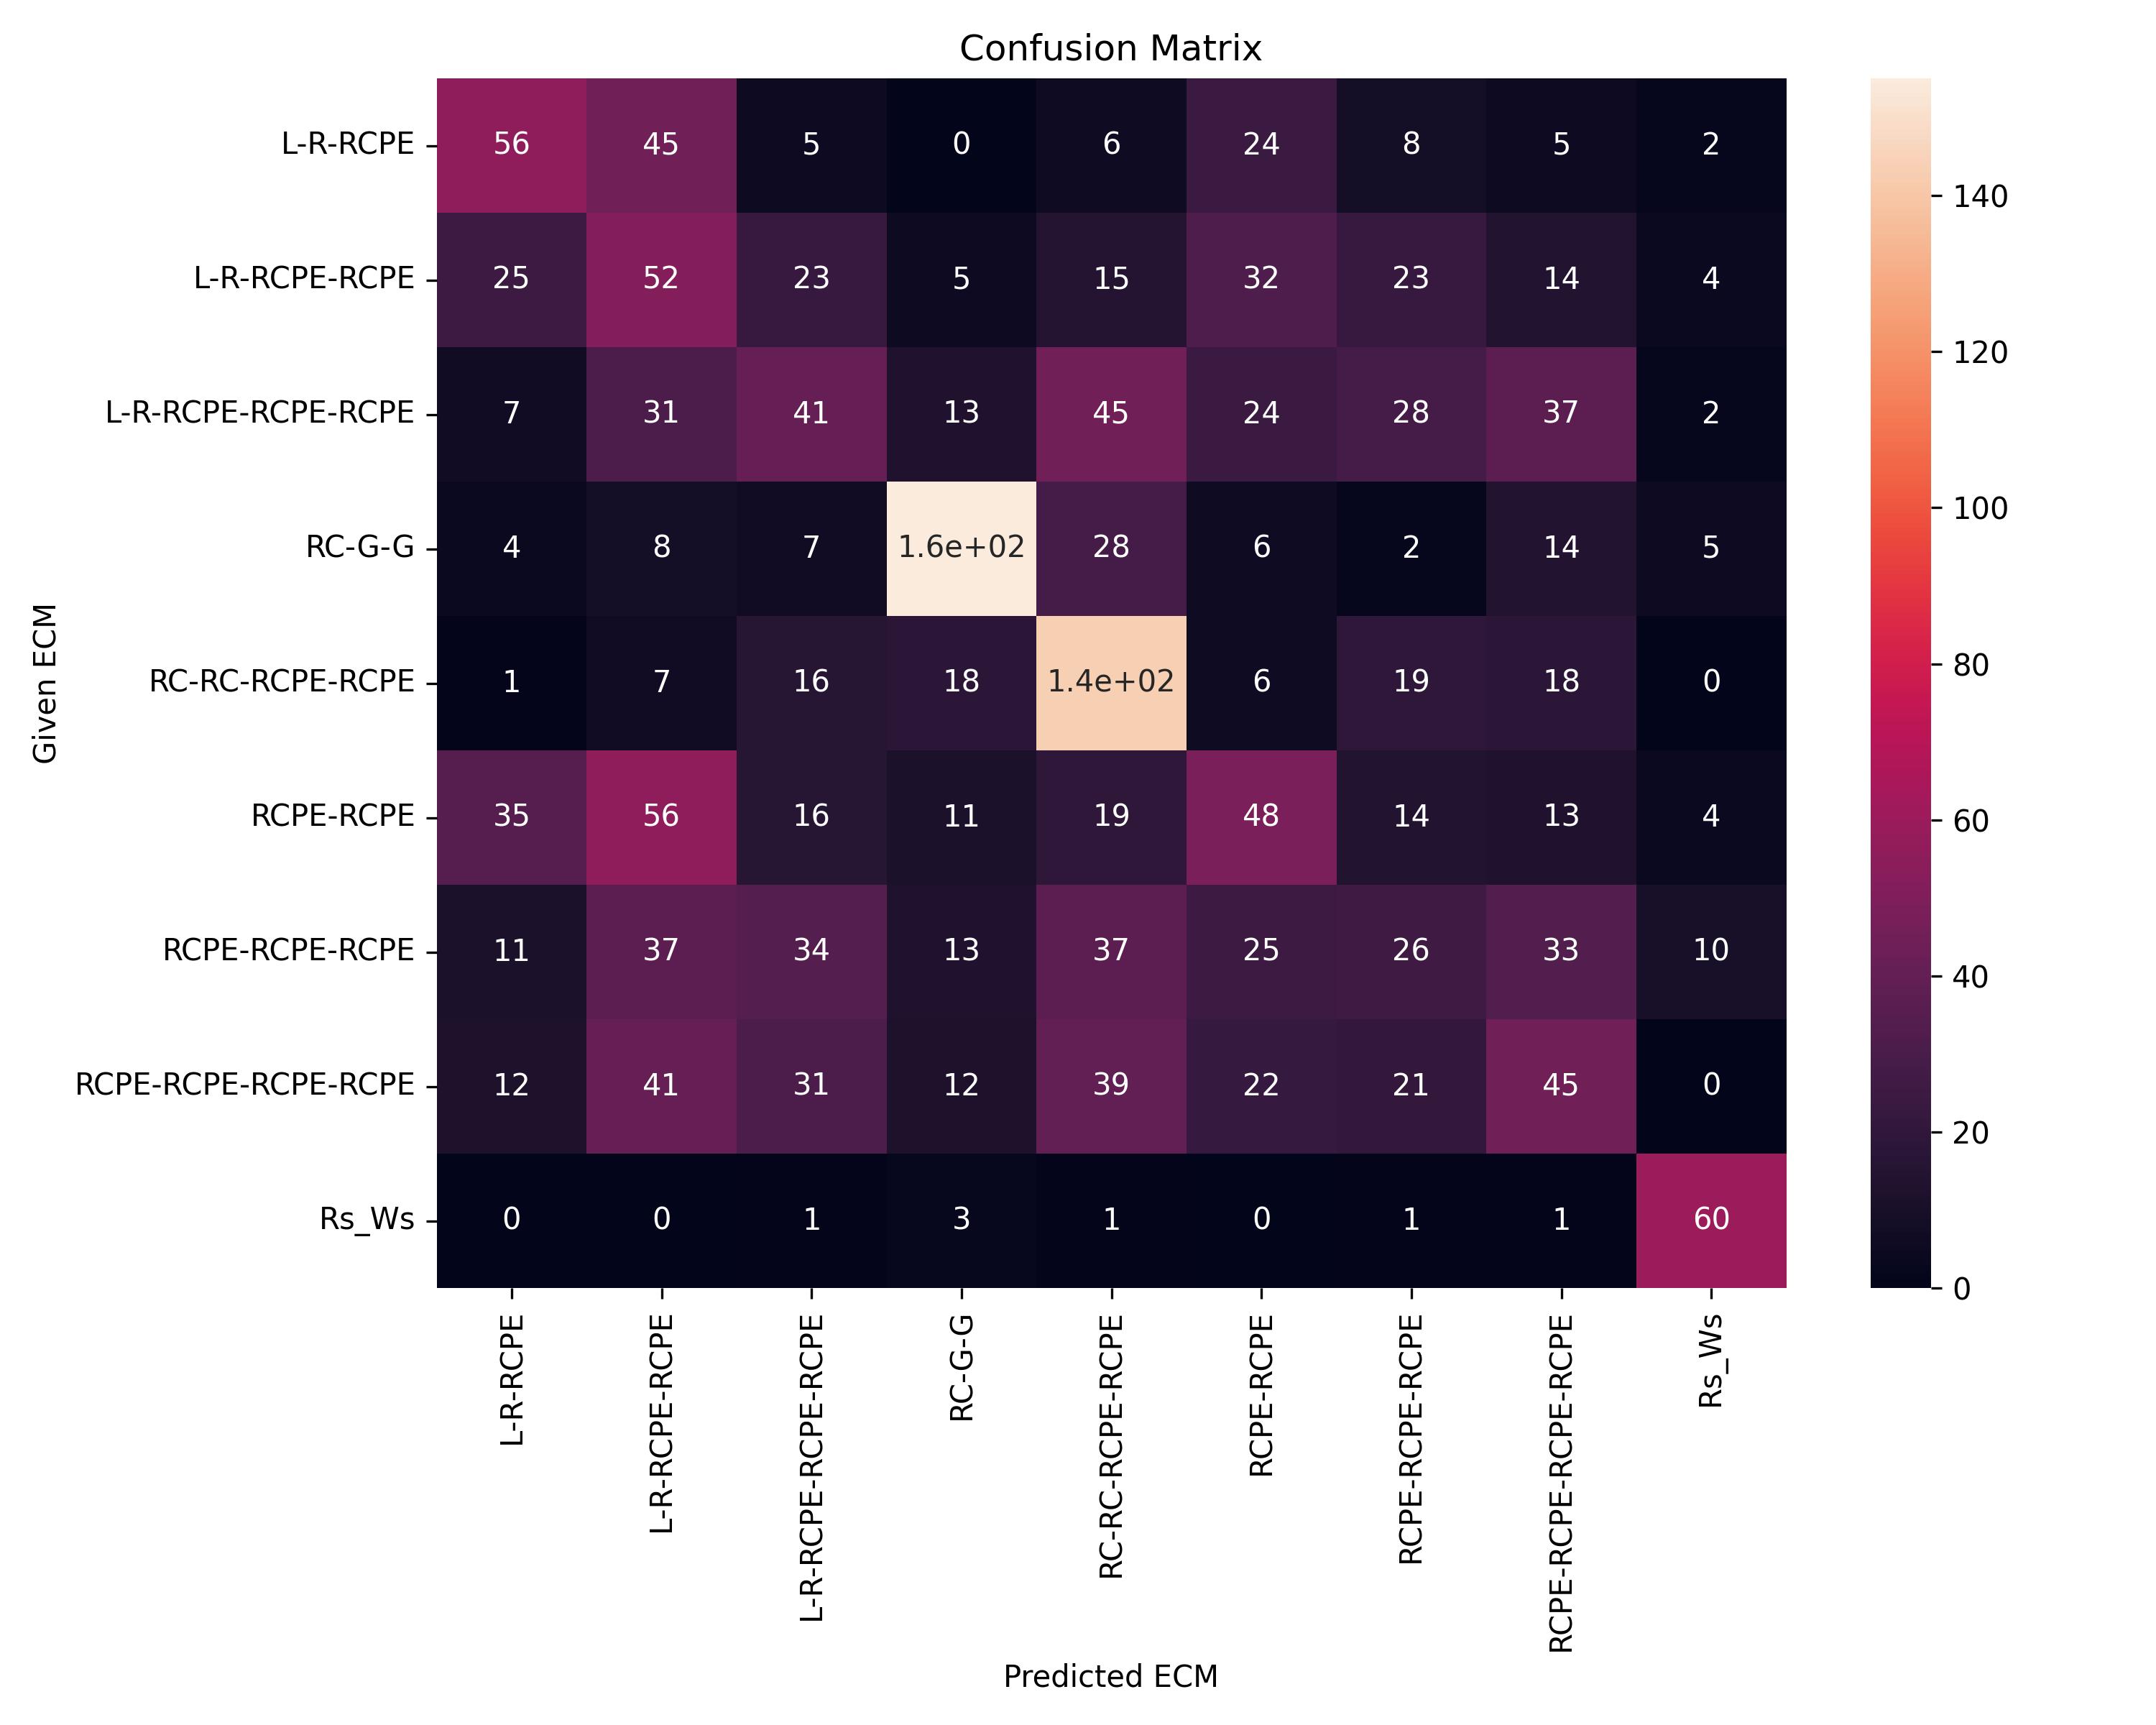 Confusion Matrix
Given ECM
L-R-RCPE 56 45 5 0 6 24 8 5 2
L-R-RCPE-RCPE 25 52 23 5 15 32 23 14 4
L-R-RCPE-RCPE-RCPE 7 31 41 13 45 24 28 37 2
RC-G-G 4 8 7 1.6e+02 28 6 2 14 5
RC-RC-RCPE-RCPE 1 7 16 18 1.4e+02 6 19 18 0
RCPE-RCPE 35 56 16 11 19 48 14 13 4
RCPE-RCPE-RCPE 11 37 34 13 37 25 26 33 10
RCPE-RCPE-RCPE-RCPE 12 41 31 12 39 22 21 45 0
Rs_Ws 0 0 1 3 1 0 1 1 60
L-R-RCPE
L-R-RCPE-RCPE
L-R-RCPE-RCPE-RCPE
RC-G-G
RC-RC-RCPE-RCPE
RCPE-RCPE
RCPE-RCPE-RCPE
RCPE-RCPE-RCPE-RCPE
Rs_Ws
Predicted ECM
140
120
100
80
60
40
20
0